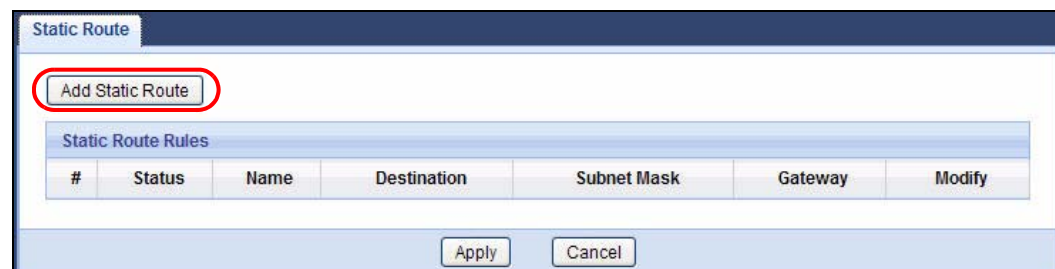 Static Route
Add Static Route
Static Route Rules
# Status Name Destination Subnet Mask Gateway Modify
Apply Cancel